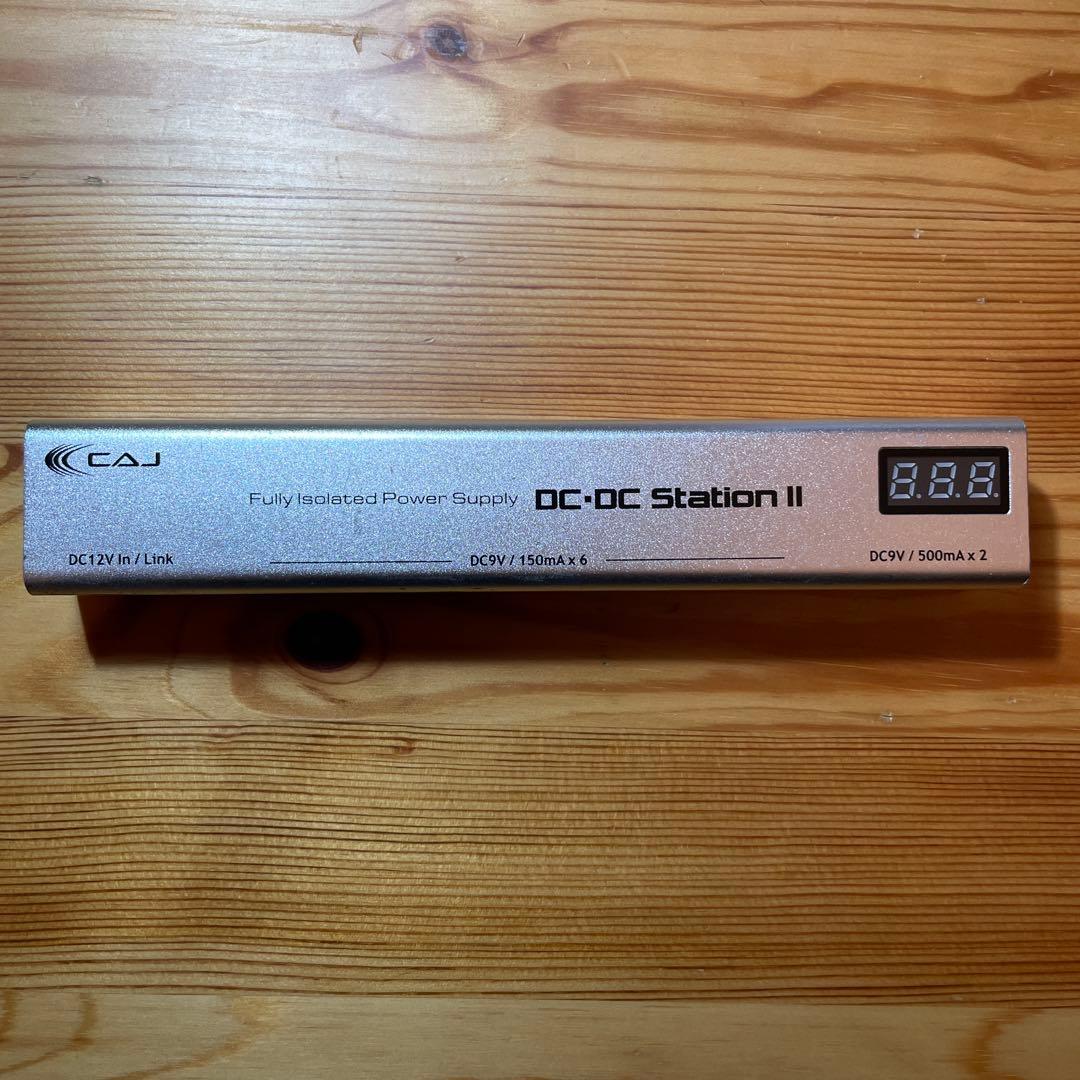 CAJ
8.8.8.
Fully Isolated Power Supply DC·DC Station II
DC12V In / Link DC9V / 150mA x 6 DC9V / 500mA x 2